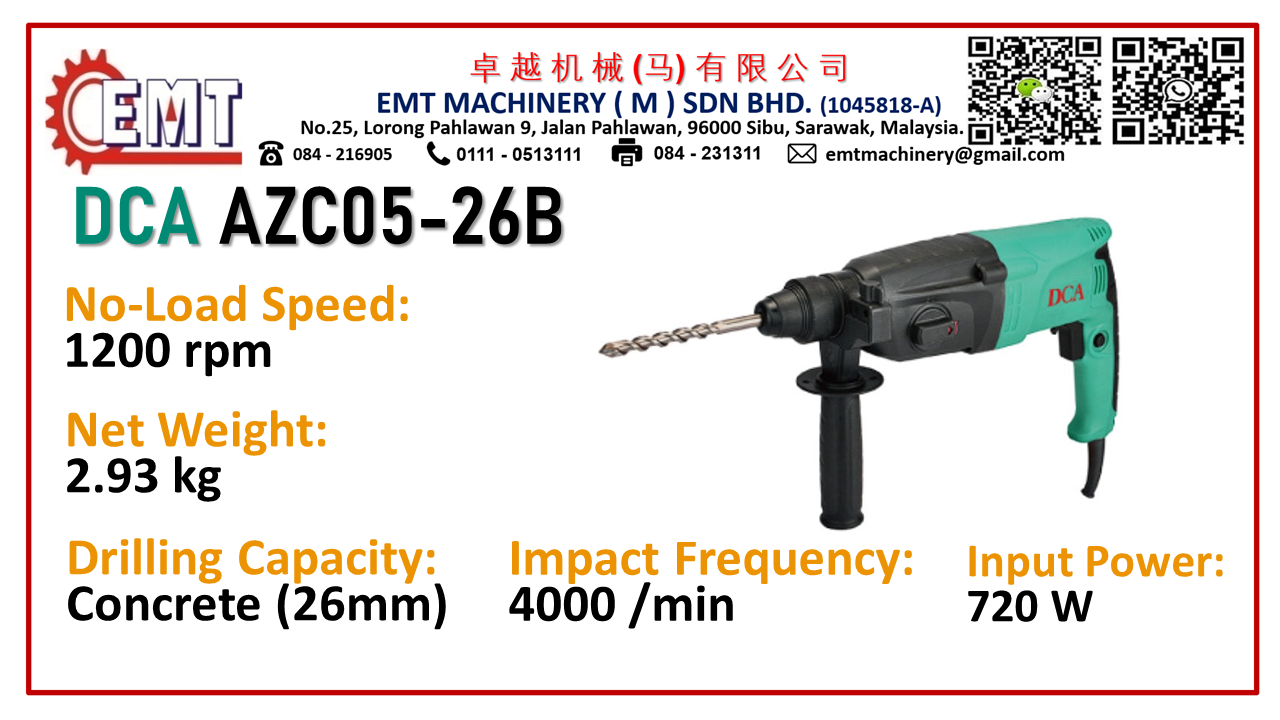 EMT
卓越机械(马)有限公司
EMT MACHINERY ( M ) SDN BHD. (1045818-A)
No.25, Lorong Pahlawan 9, Jalan Pahlawan, 96000 Sibu, Sarawak, Malaysia.
084 - 216905 0111 - 0513111 084 - 231311 emtmachinery@gmail.com
DCA AZC05-26B
No-Load Speed:
1200 rpm
DCA
Net Weight:
2.93 kg
Drilling Capacity: Impact Frequency: Input Power:
Concrete (26mm) 4000 /min 720 W